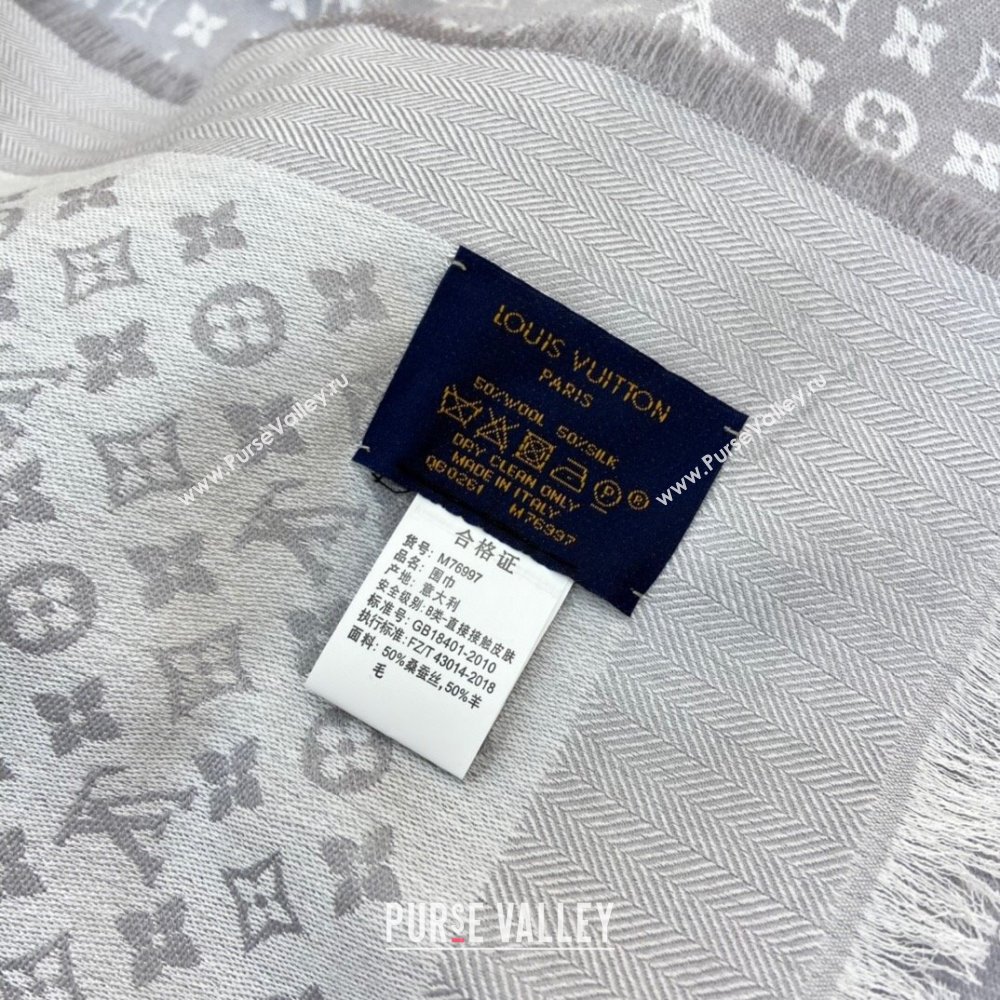 LOUIS VUITTON
PARIS
50/WOOL 50/SILK
DRY CLEAN ONLY
MADE IN ITALY
Q60261 M76997
合格证
货号: M76997
品名: 围巾
产地: 意大利
安全级别: B类-直接接触皮肤
标准号: GB18401-2010
执行标准: FZ/T 43014-2018
面料: 50%桑蚕丝,50%羊
毛
www.PurseValley.ru
www.PurseValley.ru
PURSE VALLEY